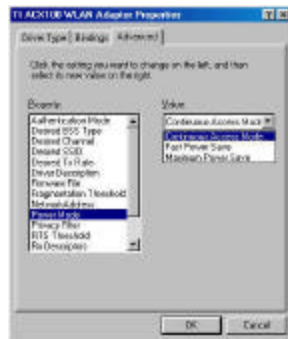 TI ACX100 WLAN Adapter Properties
Driver Type
Bindings
Advanced
Click the setting you want to change on the left, and then
select its new value on the right.
Property:
Value:
Authentication Mode
Desired BSS Type
Desired Channel
Desired SSID
Desired Tx Rate
Driver Description
Firmware File
Fragmentation Threshold
NetworkAddress
Power Mode
Privacy Filter
RTS Threshold
Rx Descriptors
Continuous Access Mode
Continuous Access Mode
Fast Power Save
Maximum Power Save
OK
Cancel